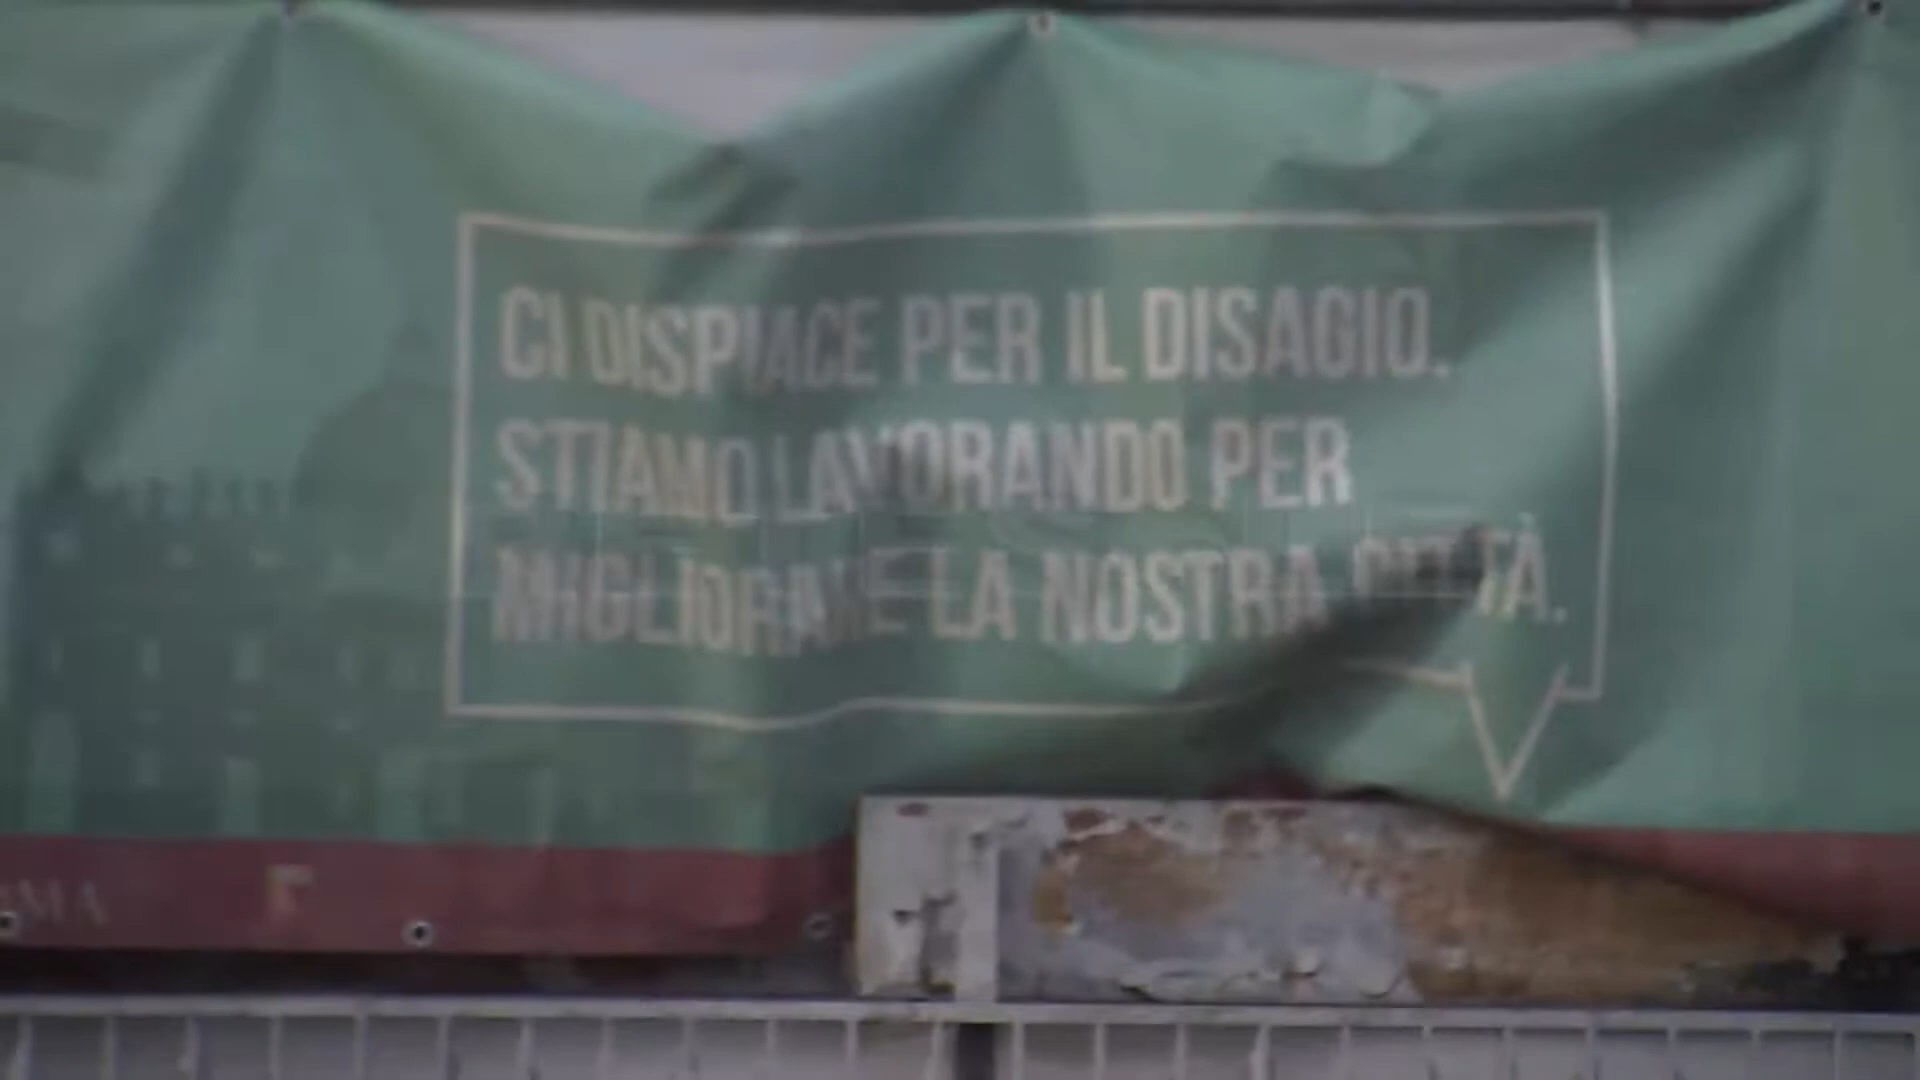 CI DISPIACE PER IL DISAGIO.
STIAMO LAVORANDO PER
MIGLIORARE LA NOSTRA CITTÀ.